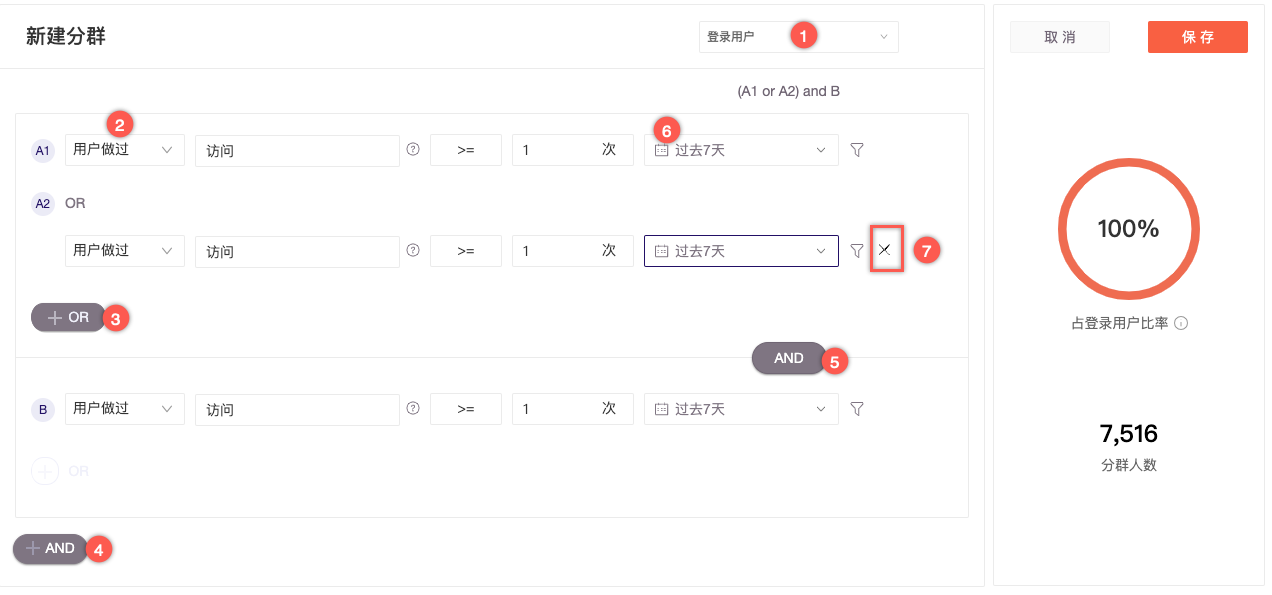 新建分群
登录用户 1
取 消 保 存
(A1 or A2) and B
2 6
A1 用户做过 访问 ? >= 1 次 过去7天
A2 OR
用户做过 访问 ? >= 1 次 过去7天 7
OR 3
AND 5
B 用户做过 访问 ? >= 1 次 过去7天
OR
AND 4
100%
占登录用户比率
7,516
分群人数